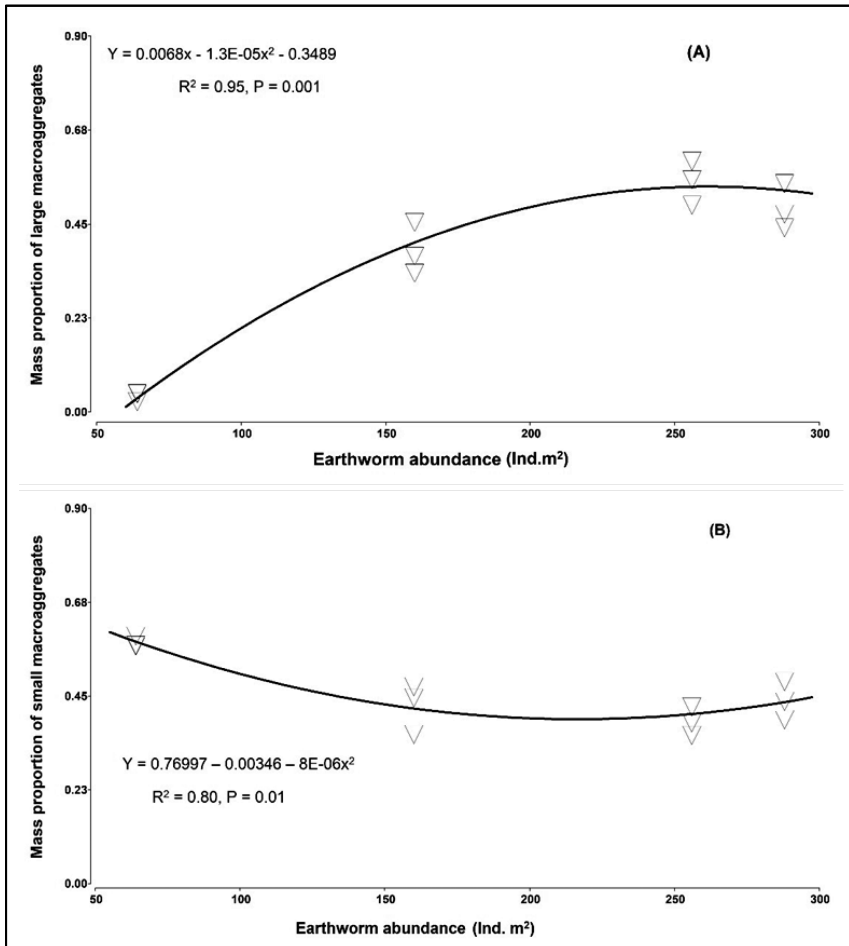 0.90
Y = 0.0068x - 1.3E-05x² - 0.3489
(A)
R² = 0.95, P = 0.001
0.68
0.45
0.23
0.00
Mass proportion of large macroaggregates
50 100 150 200 250 300
Earthworm abundance (Ind.m²)
0.90
(B)
0.68
0.45
0.23
0.00
Mass proportion of small macroaggregates
Y = 0.76997 – 0.00346 – 8E-06x²
R² = 0.80, P = 0.01
50 100 150 200 250 300
Earthworm abundance (Ind. m²)